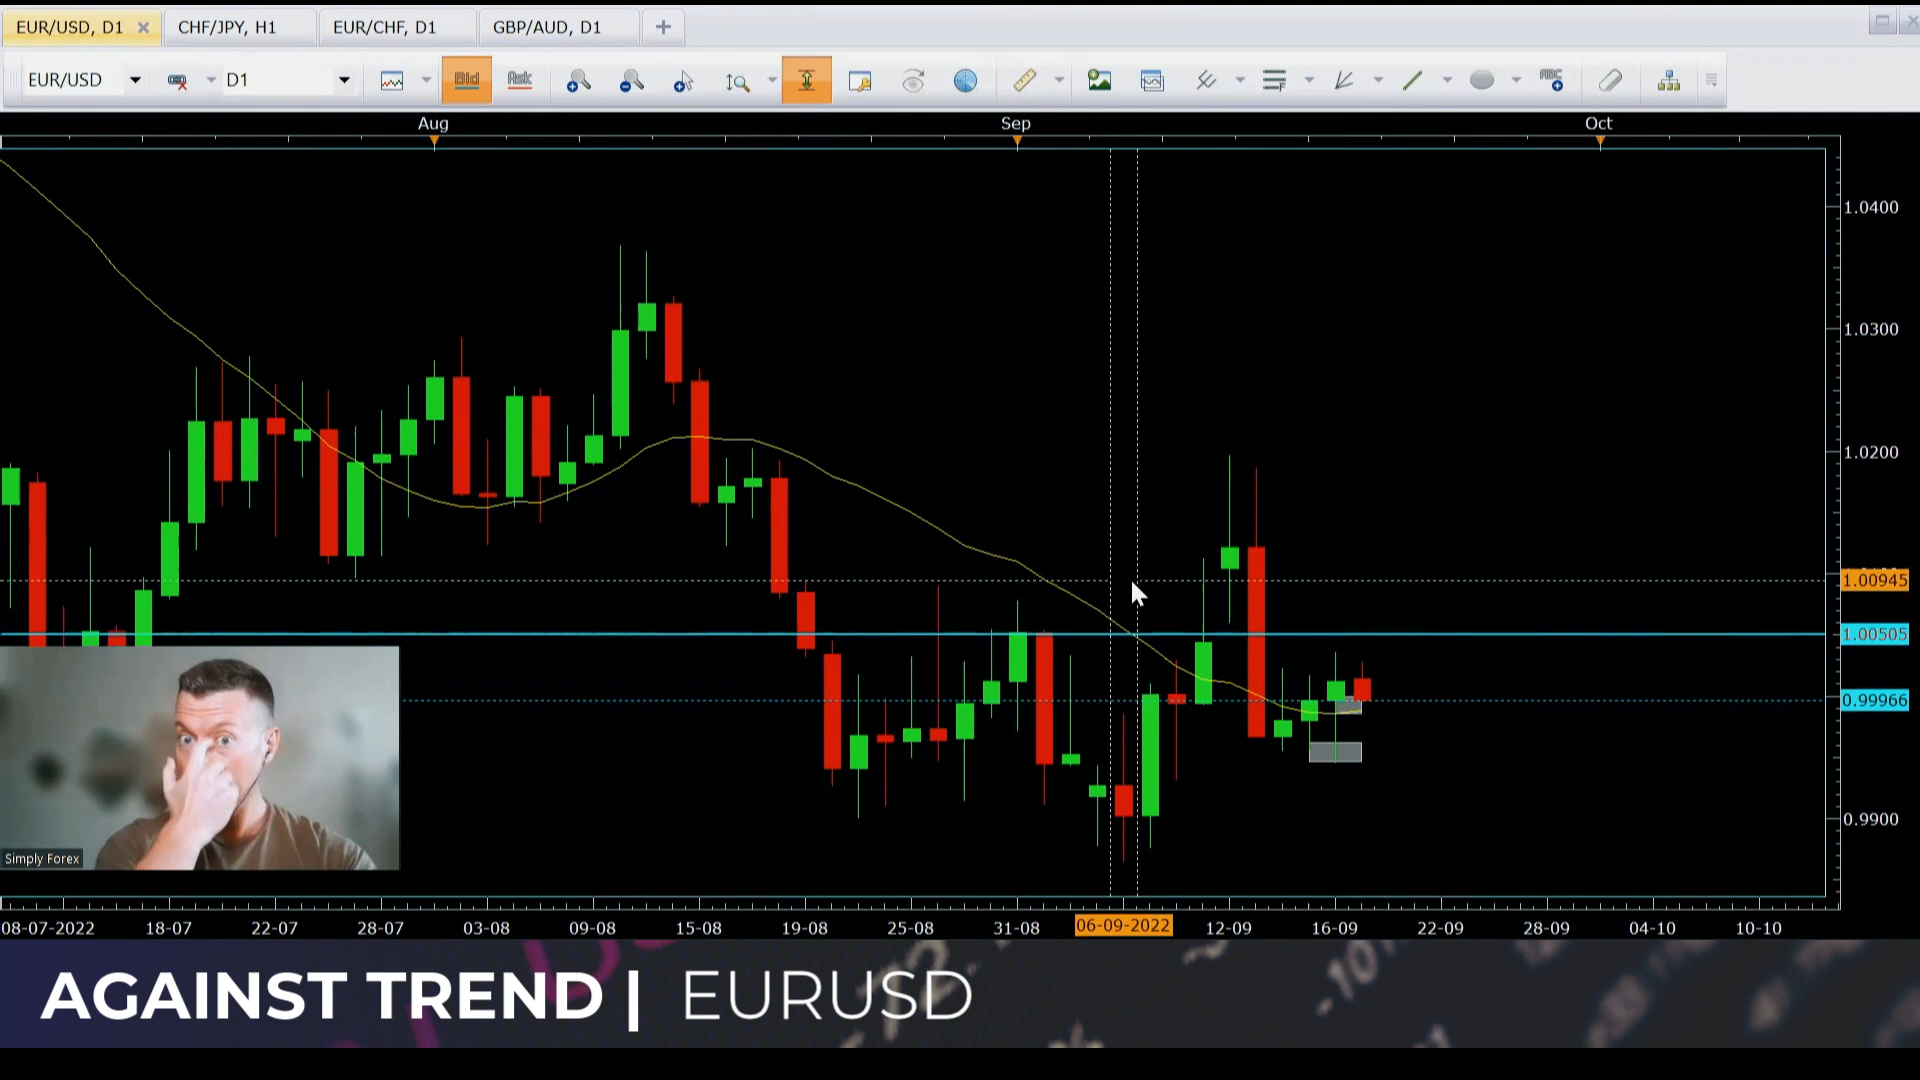 EUR/USD, D1
CHF/JPY, H1
EUR/CHF, D1
GBP/AUD, D1
EUR/USD
D1
Bid
Ask
ABC
Aug
Sep
Oct
1.0400
1.0300
1.0200
1.00945
1.00505
0.99966
0.9900
Simply Forex
08-07-2022
18-07
22-07
28-07
03-08
09-08
15-08
19-08
25-08
31-08
06-09-2022
12-09
16-09
22-09
28-09
04-10
10-10
AGAINST TREND | EURUSD